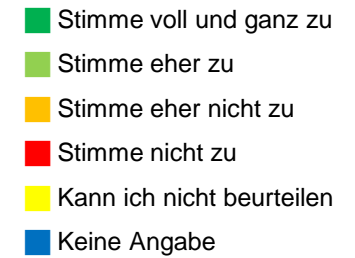 Stimme voll und ganz zu
Stimme eher zu
Stimme eher nicht zu
Stimme nicht zu
Kann ich nicht beurteilen
Keine Angabe